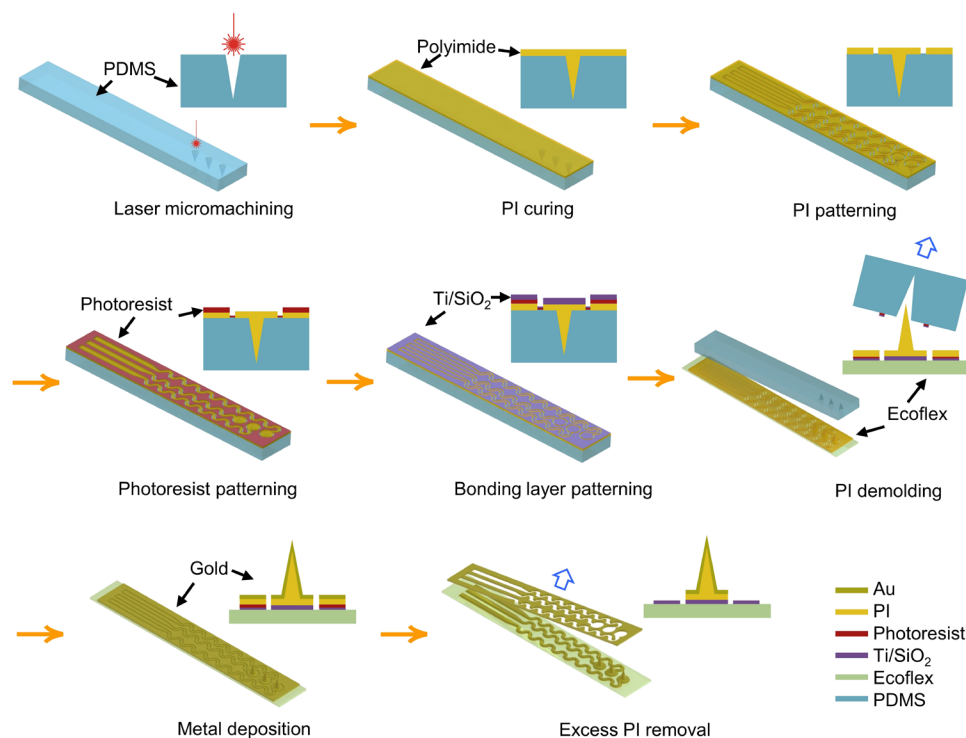 PDMS
Laser micromachining
Polyimide
PI curing
PI patterning
Photoresist
Photoresist patterning
Ti/SiO₂
Bonding layer patterning
Ecoflex
PI demolding
Gold
Metal deposition
Excess PI removal
Au
PI
Photoresist
Ti/SiO₂
Ecoflex
PDMS